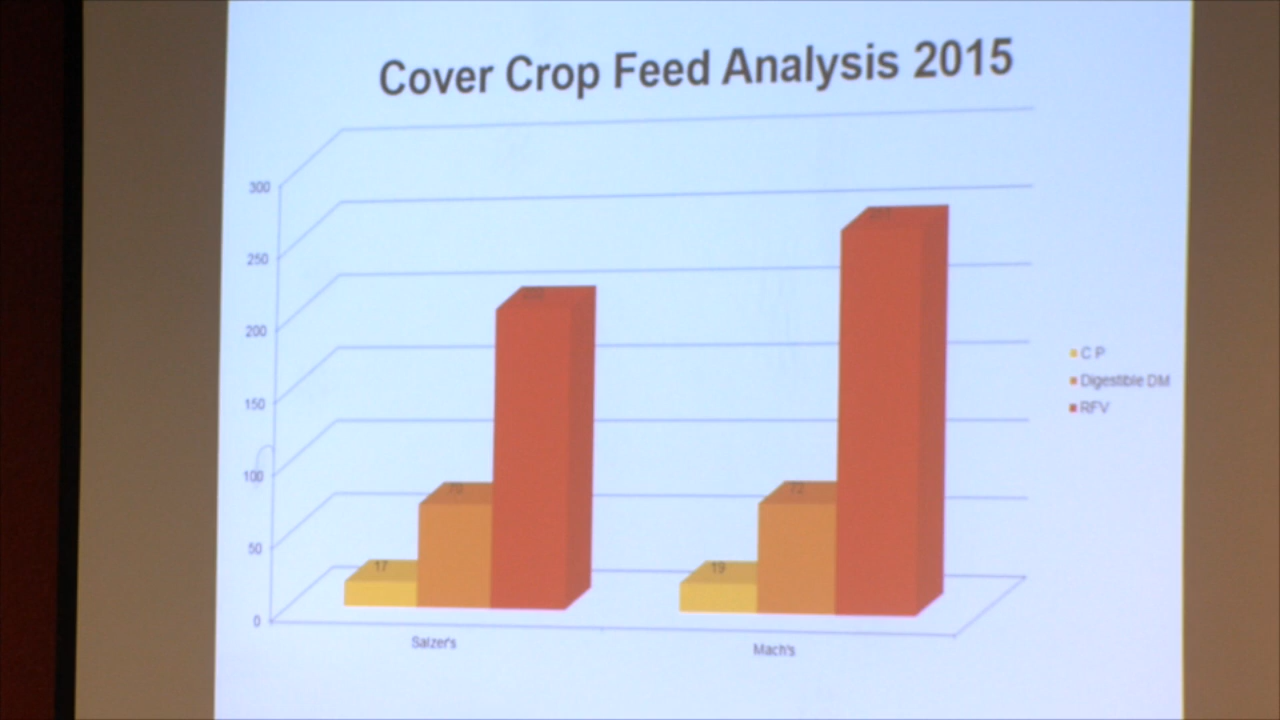 Cover Crop Feed Analysis 2015
300
250
200
150
100
50
0
17
70
19
72
Salzer's
Mach's
C P
Digestible DM
RFV